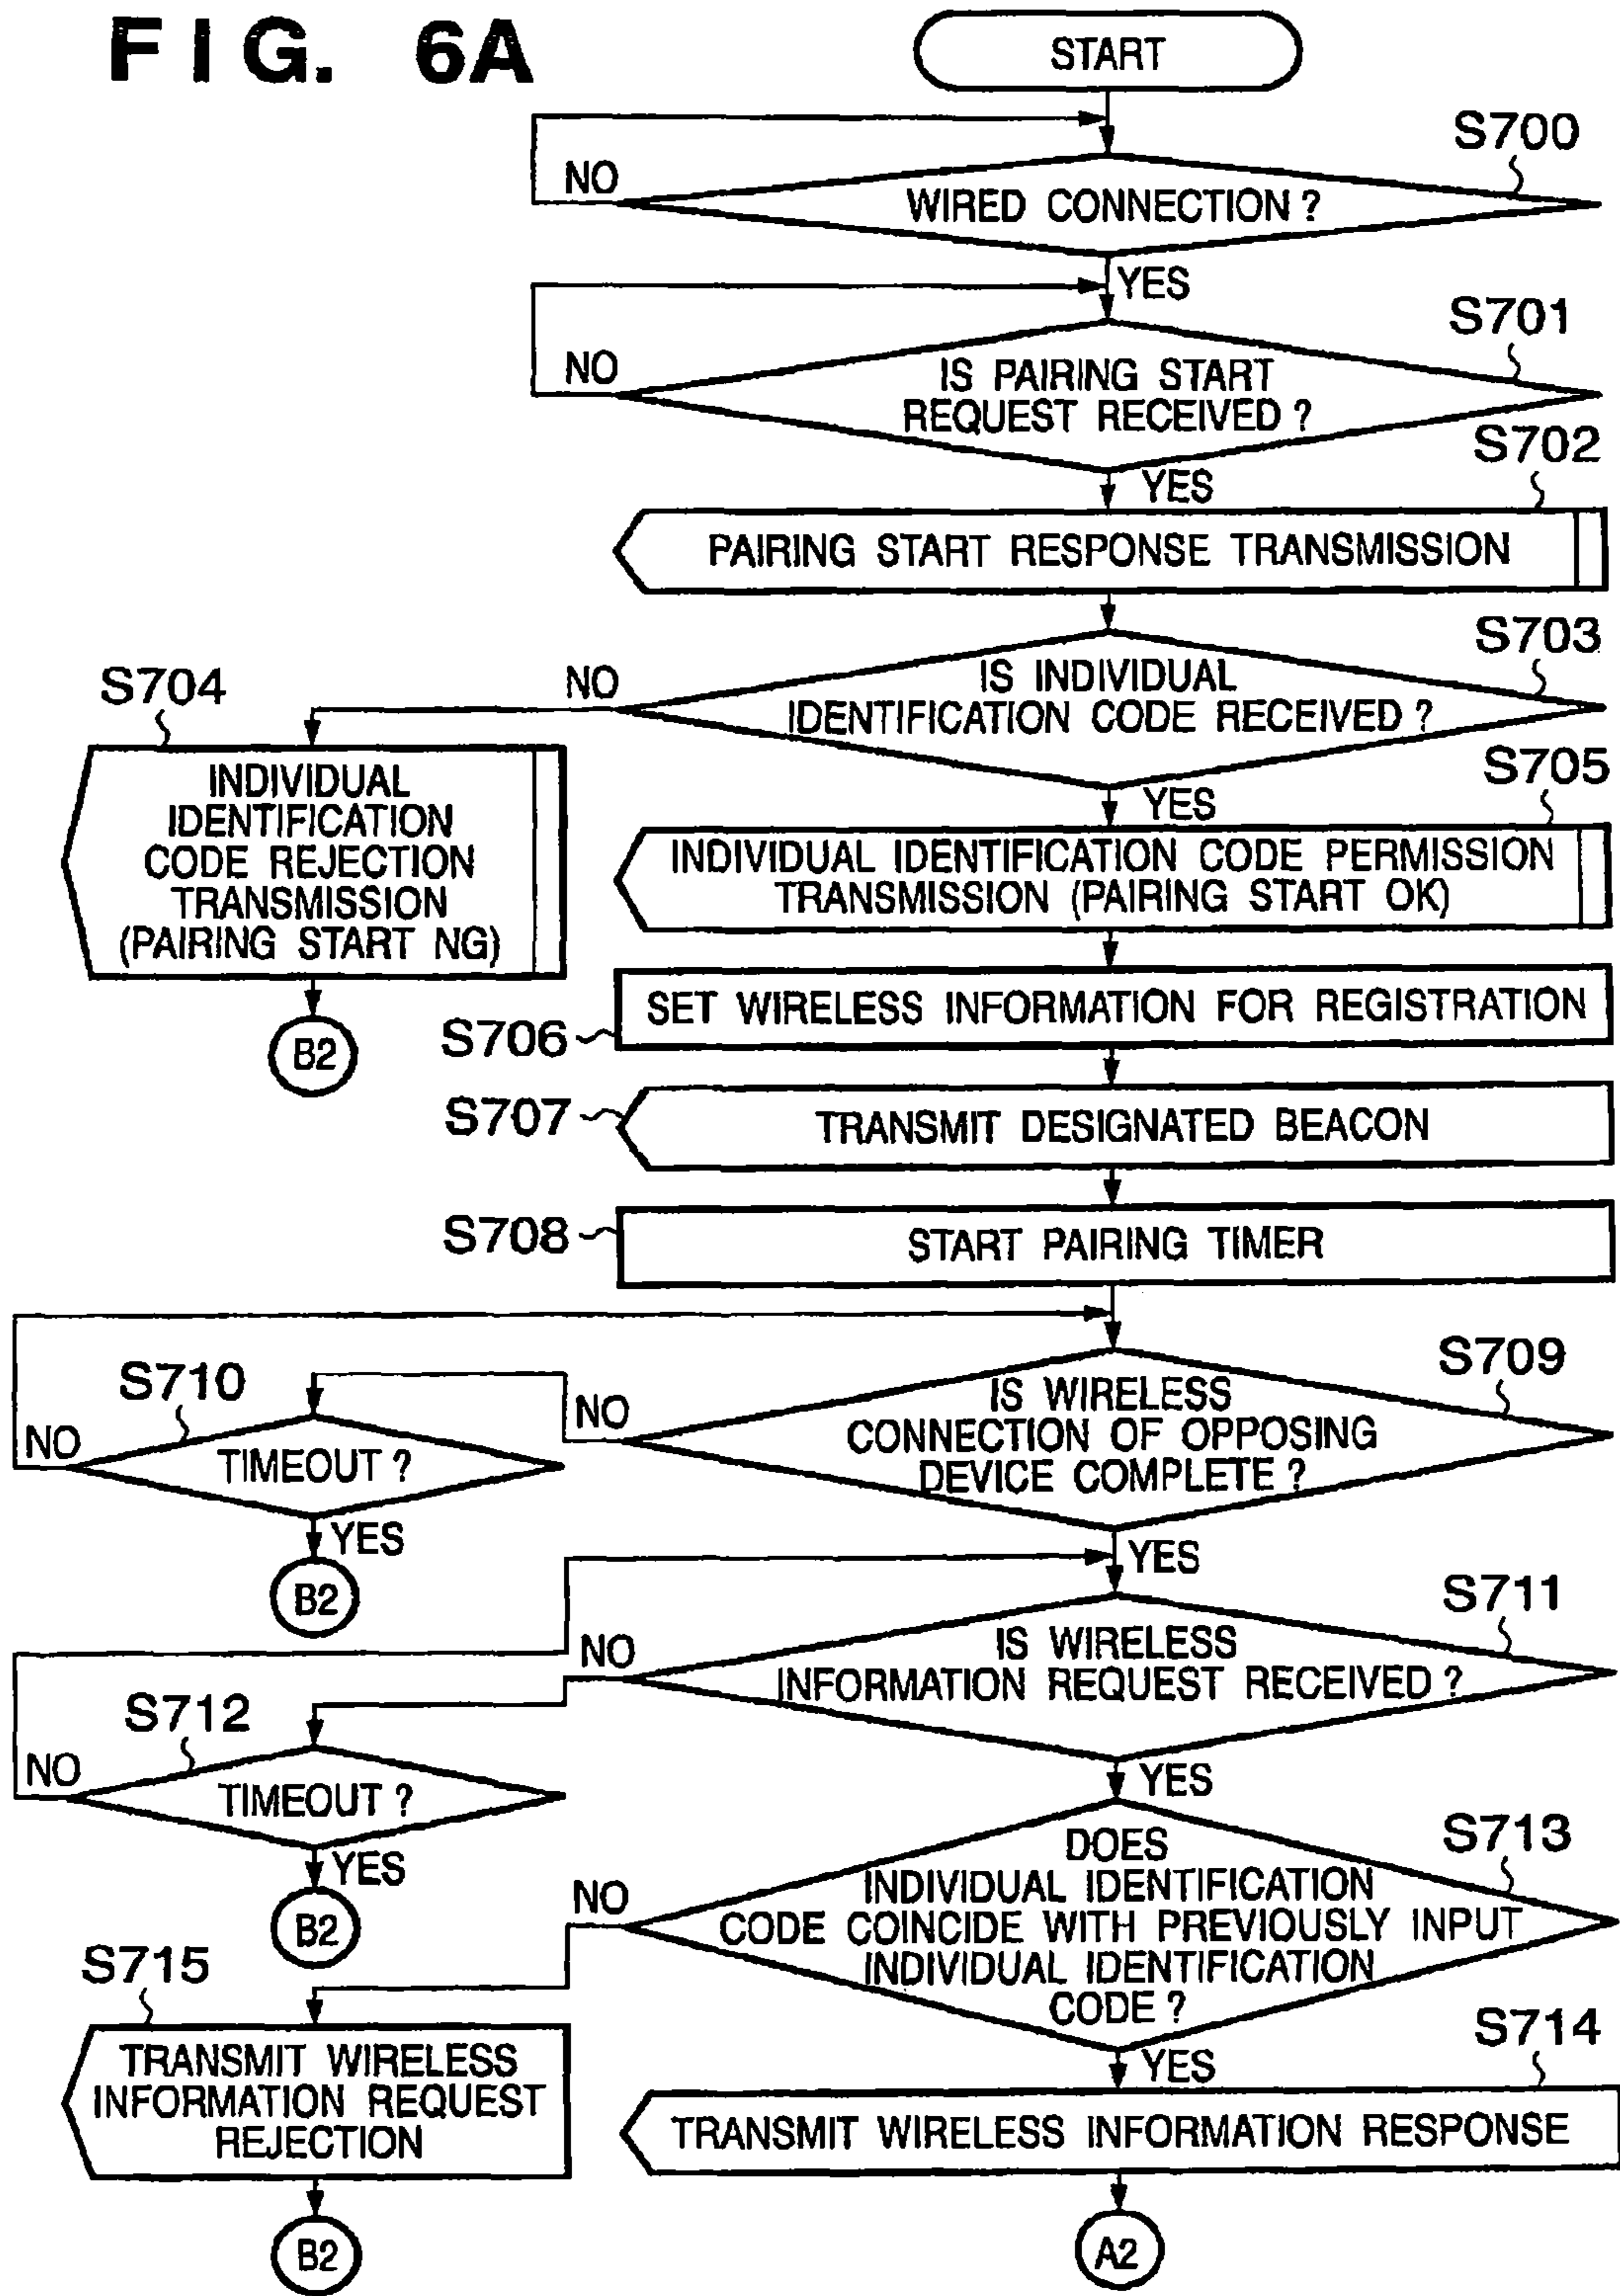 FIG. 6A
START
S700
NO
WIRED CONNECTION ?
YES
S701
NO
IS PAIRING START
REQUEST RECEIVED ?
S702
YES
PAIRING START RESPONSE TRANSMISSION
S703
NO
IS INDIVIDUAL
IDENTIFICATION CODE RECEIVED ?
S704
INDIVIDUAL
IDENTIFICATION
CODE REJECTION
TRANSMISSION
(PAIRING START NG)
B2
S705
YES
INDIVIDUAL IDENTIFICATION CODE PERMISSION
TRANSMISSION (PAIRING START OK)
SET WIRELESS INFORMATION FOR REGISTRATION
S706
S707
TRANSMIT DESIGNATED BEACON
S708
START PAIRING TIMER
S709
IS WIRELESS
CONNECTION OF OPPOSING
DEVICE COMPLETE ?
NO
S710
NO
TIMEOUT ?
YES
B2
YES
S711
IS WIRELESS
INFORMATION REQUEST RECEIVED ?
NO
S712
NO
TIMEOUT ?
YES
B2
YES
S713
DOES
INDIVIDUAL IDENTIFICATION
CODE COINCIDE WITH PREVIOUSLY INPUT
INDIVIDUAL IDENTIFICATION
CODE ?
NO
S715
TRANSMIT WIRELESS
INFORMATION REQUEST
REJECTION
B2
S714
YES
TRANSMIT WIRELESS INFORMATION RESPONSE
A2